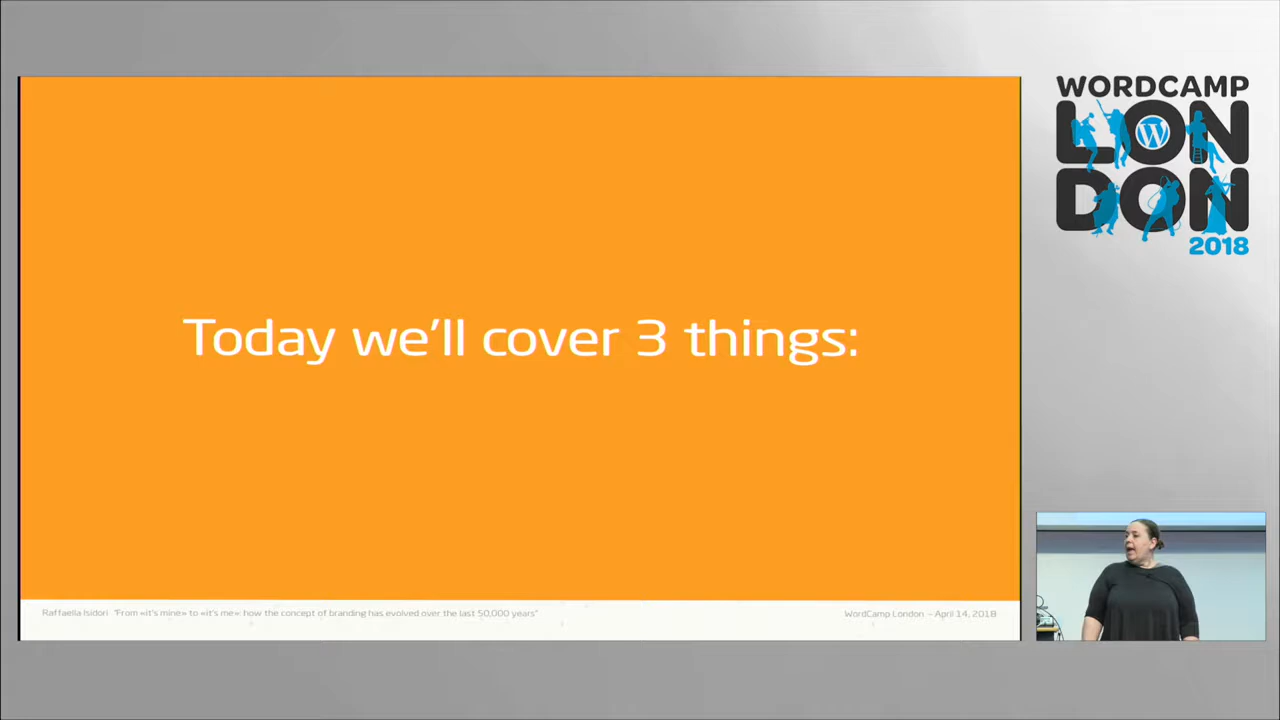 Today we’ll cover 3 things:
Raffaella Isidori "From «it's mine» to «it's me»: how the concept of branding has evolved over the last 50,000 years"
WordCamp London – April 14, 2018
WORDCAMP
LON
DON
2018